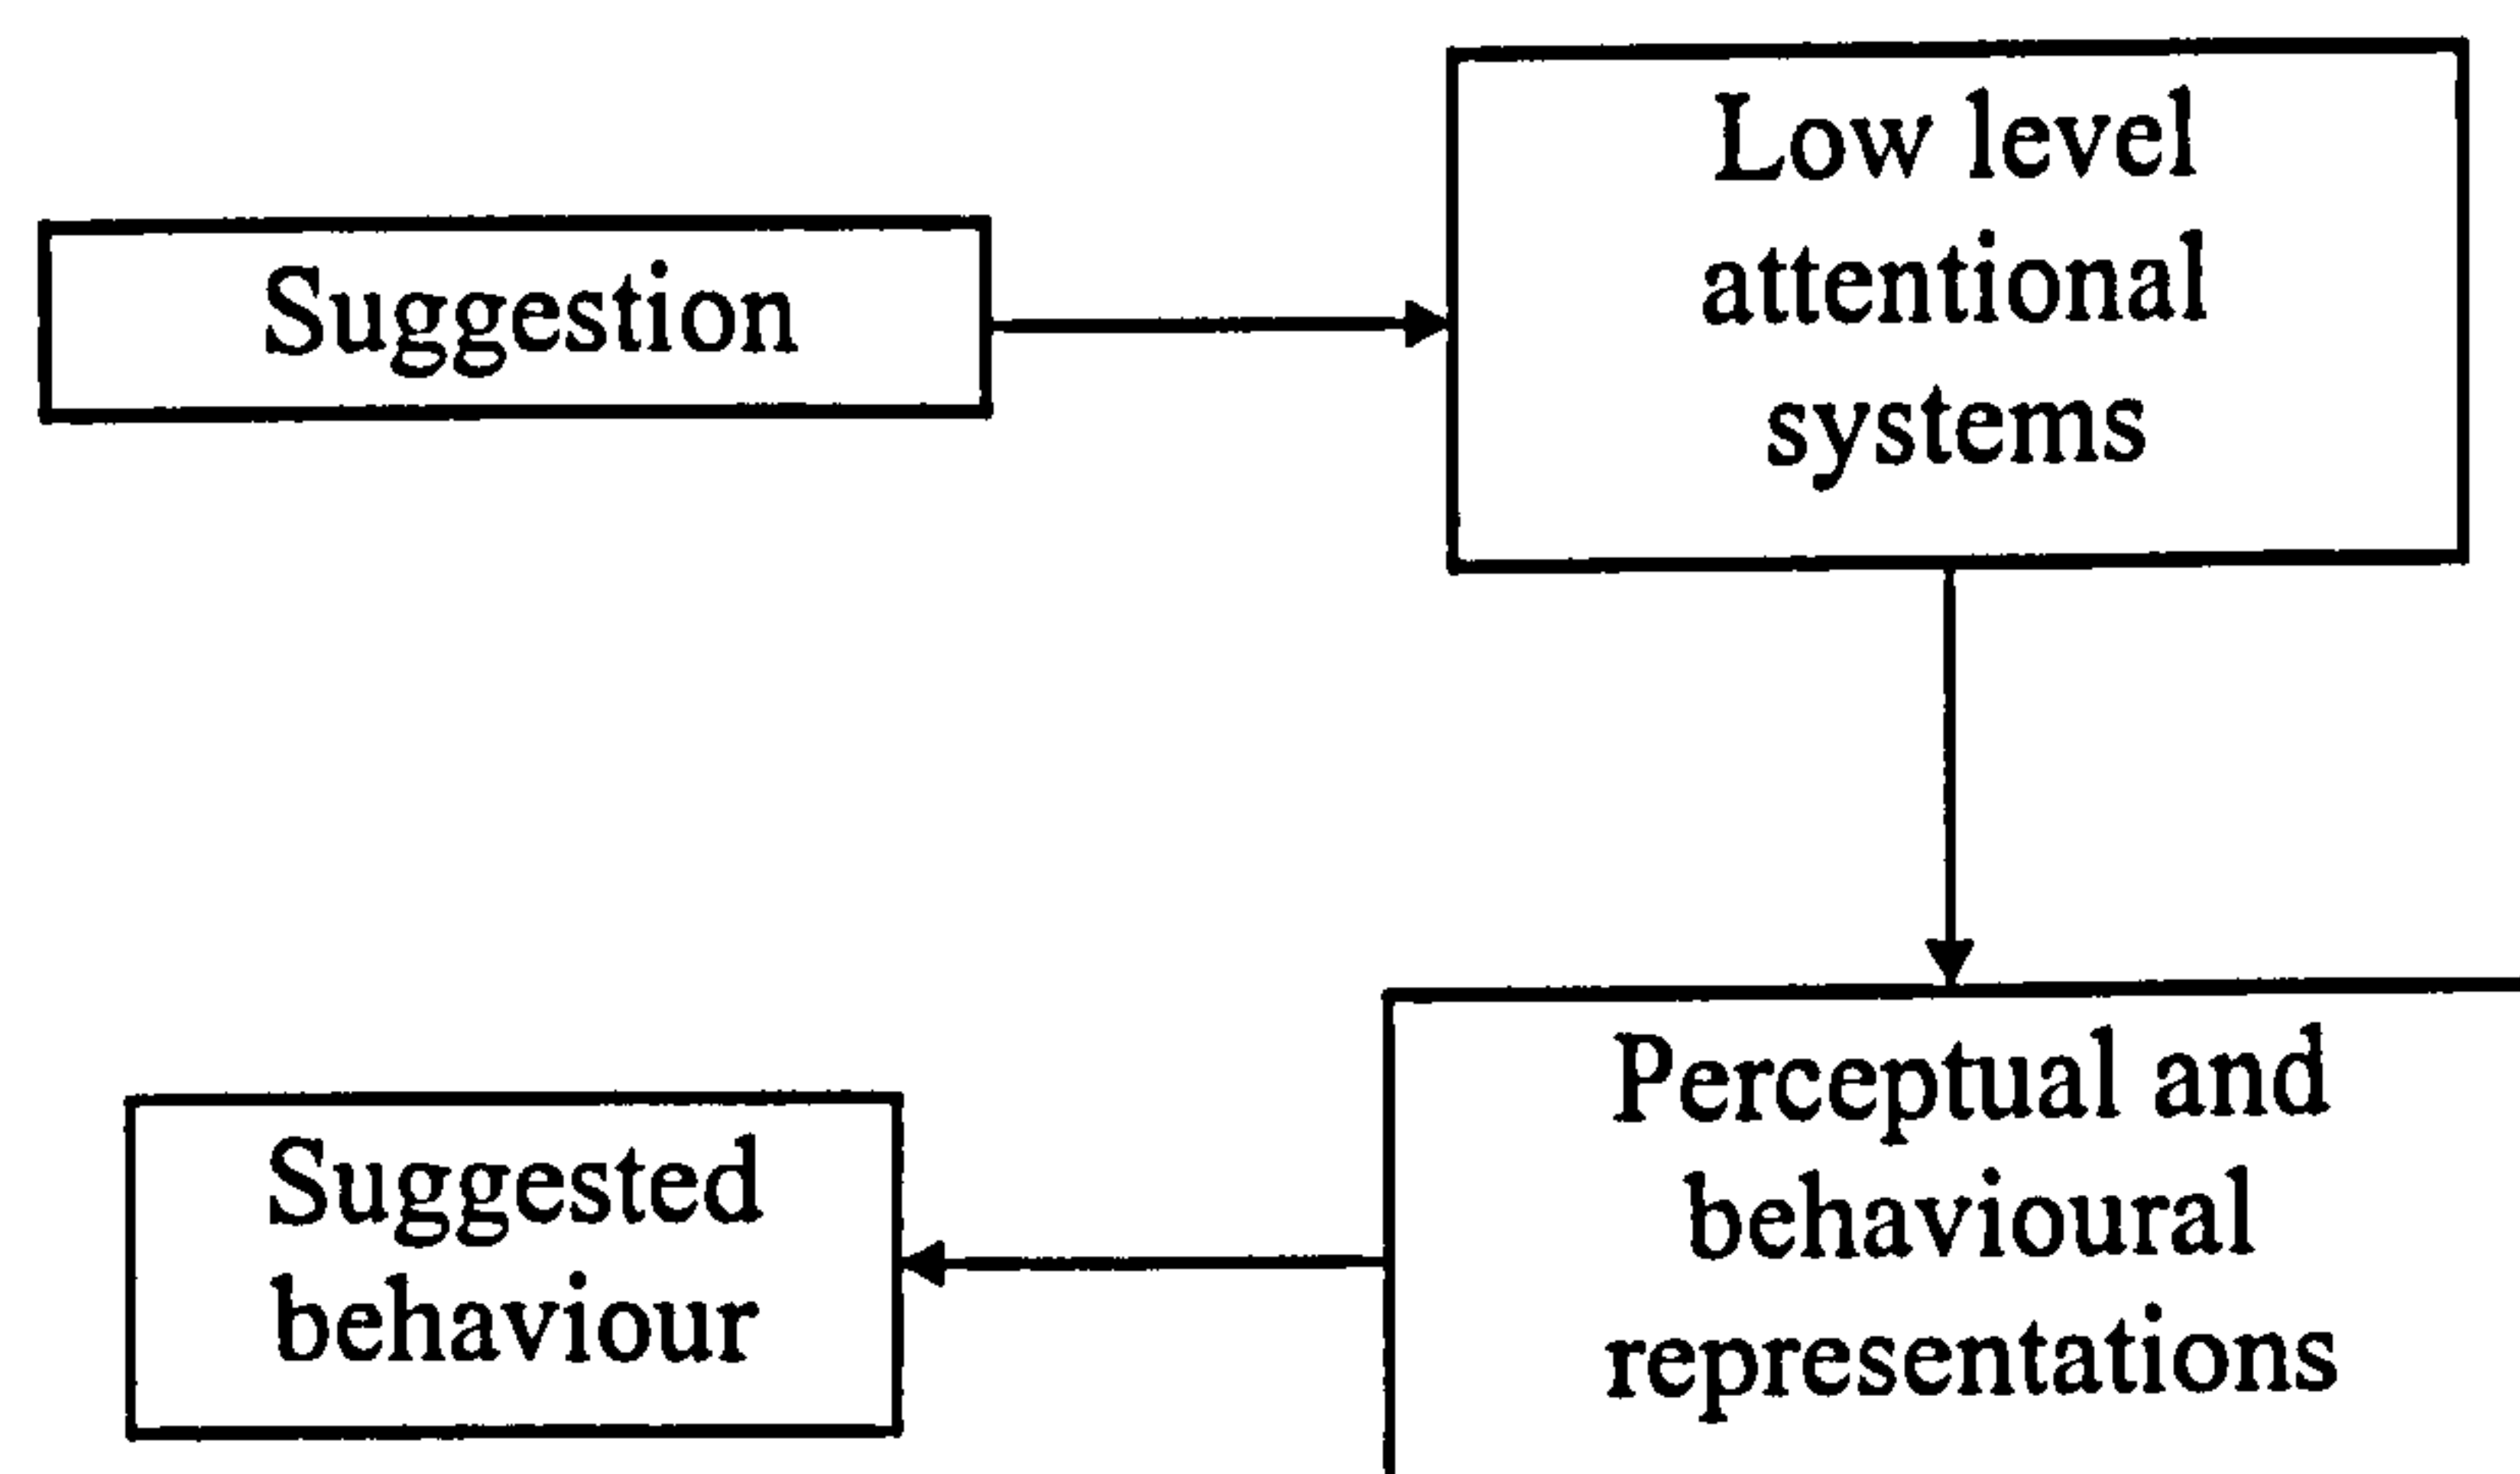 Suggestion
Low level
attentional
systems
Perceptual and
behavioural
representations
Suggested
behaviour